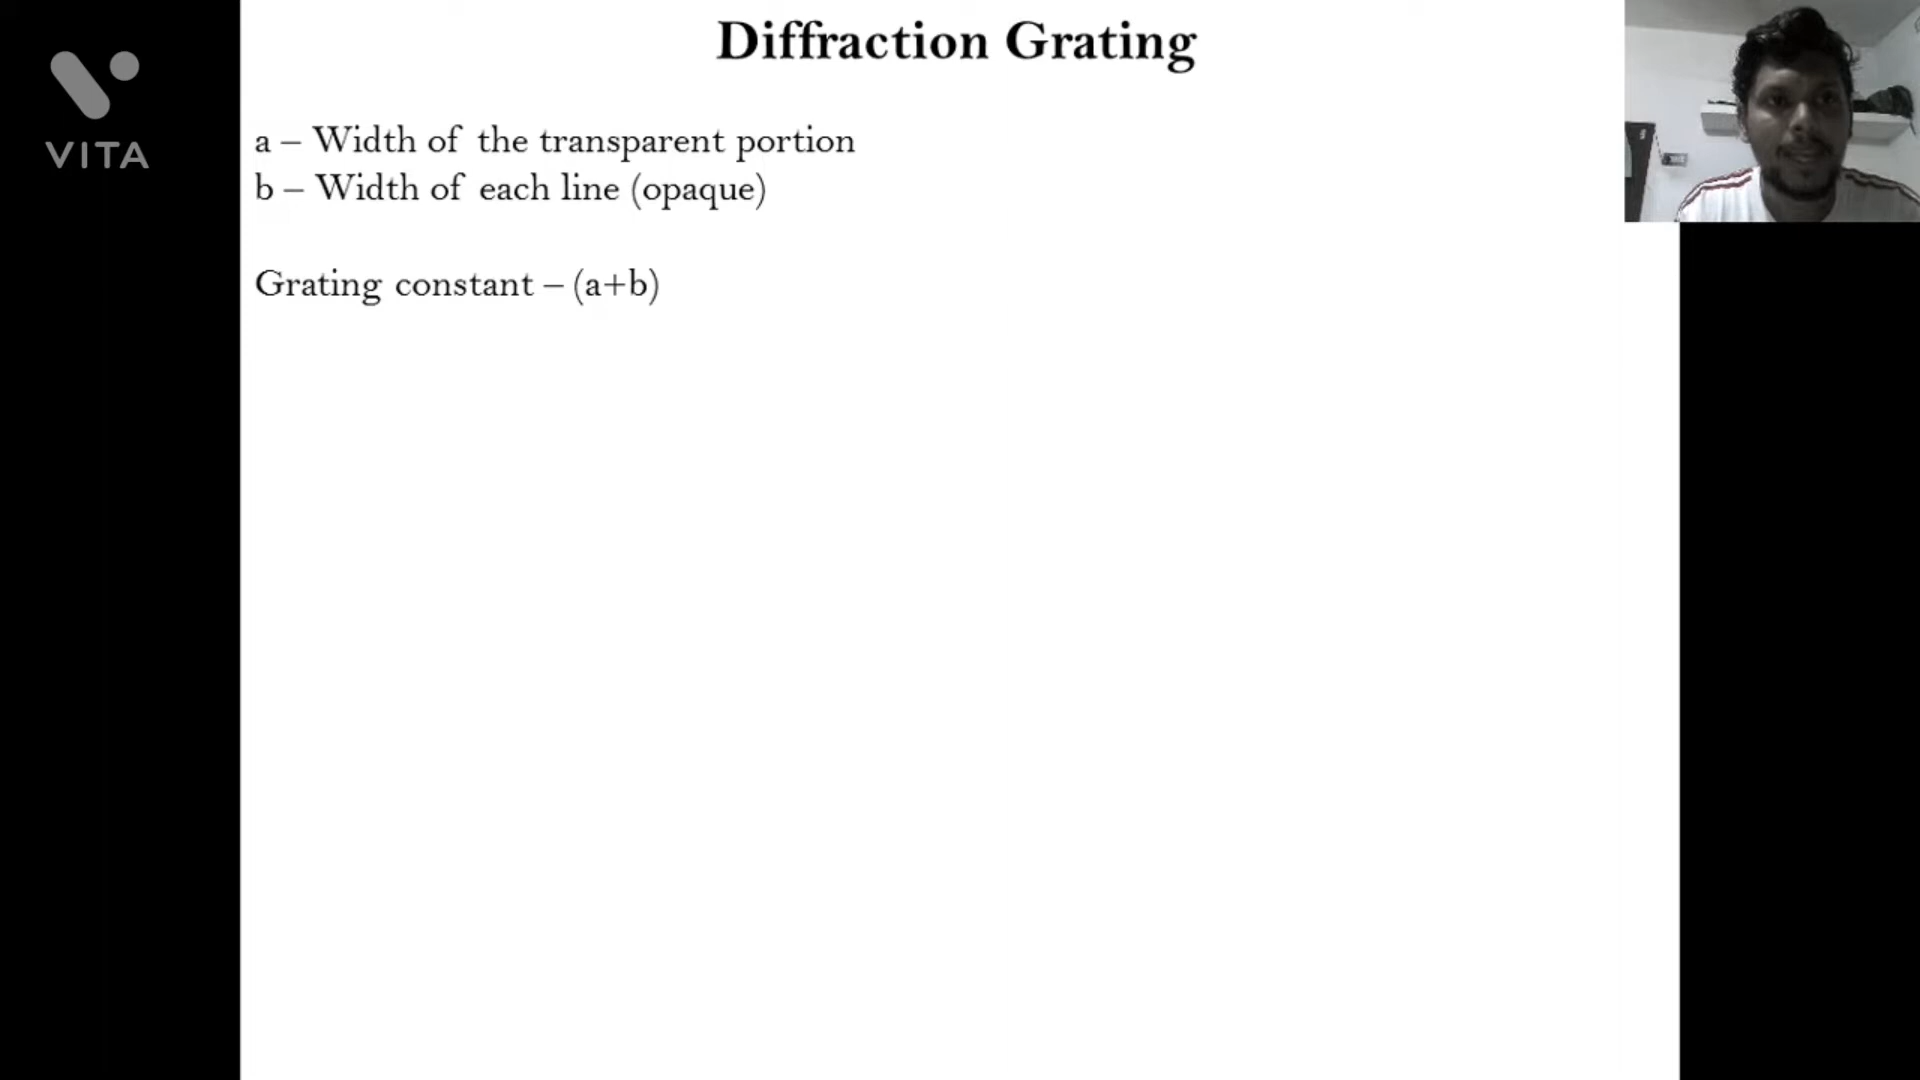 Diffraction Grating
VITA
a – Width of the transparent portion
b – Width of each line (opaque)
Grating constant – (a+b)